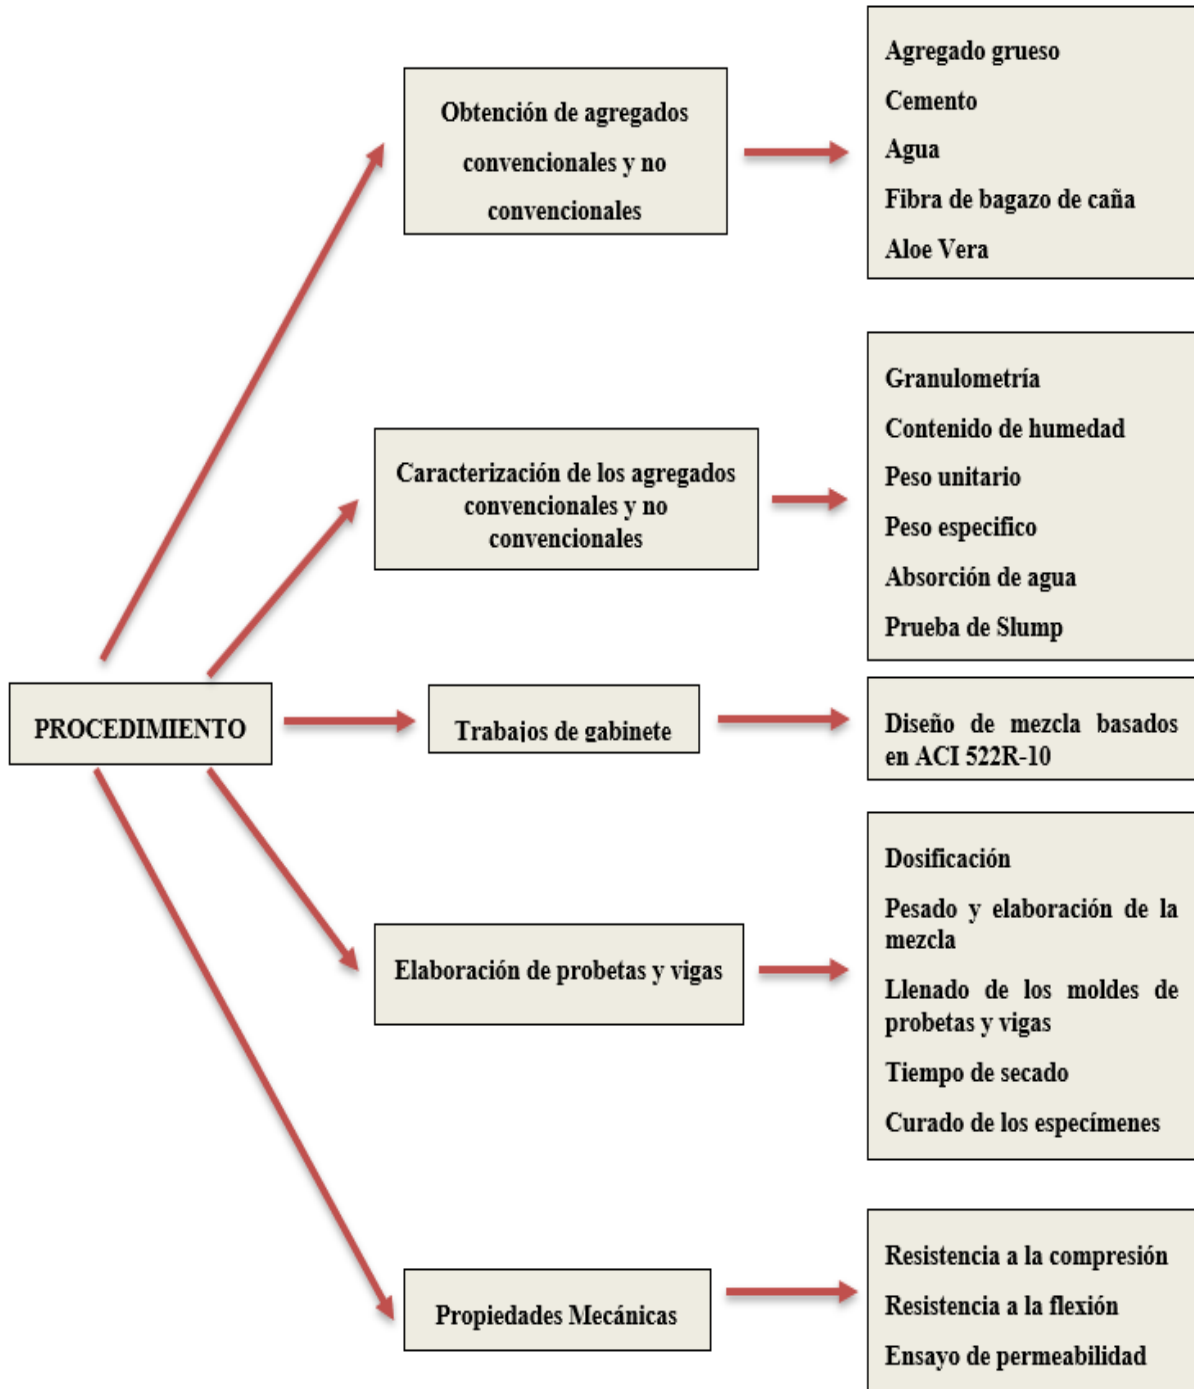 PROCEDIMIENTO
Obtención de agregados
convencionales y no
convencionales
Agregado grueso
Cemento
Agua
Fibra de bagazo de caña
Aloe Vera
Caracterización de los agregados
convencionales y no
convencionales
Granulometría
Contenido de humedad
Peso unitario
Peso especifico
Absorción de agua
Prueba de Slump
Trabajos de gabinete
Diseño de mezcla basados
en ACI 522R-10
Elaboración de probetas y vigas
Dosificación
Pesado y elaboración de la
mezcla
Llenado de los moldes de
probetas y vigas
Tiempo de secado
Curado de los especímenes
Propiedades Mecánicas
Resistencia a la compresión
Resistencia a la flexión
Ensayo de permeabilidad